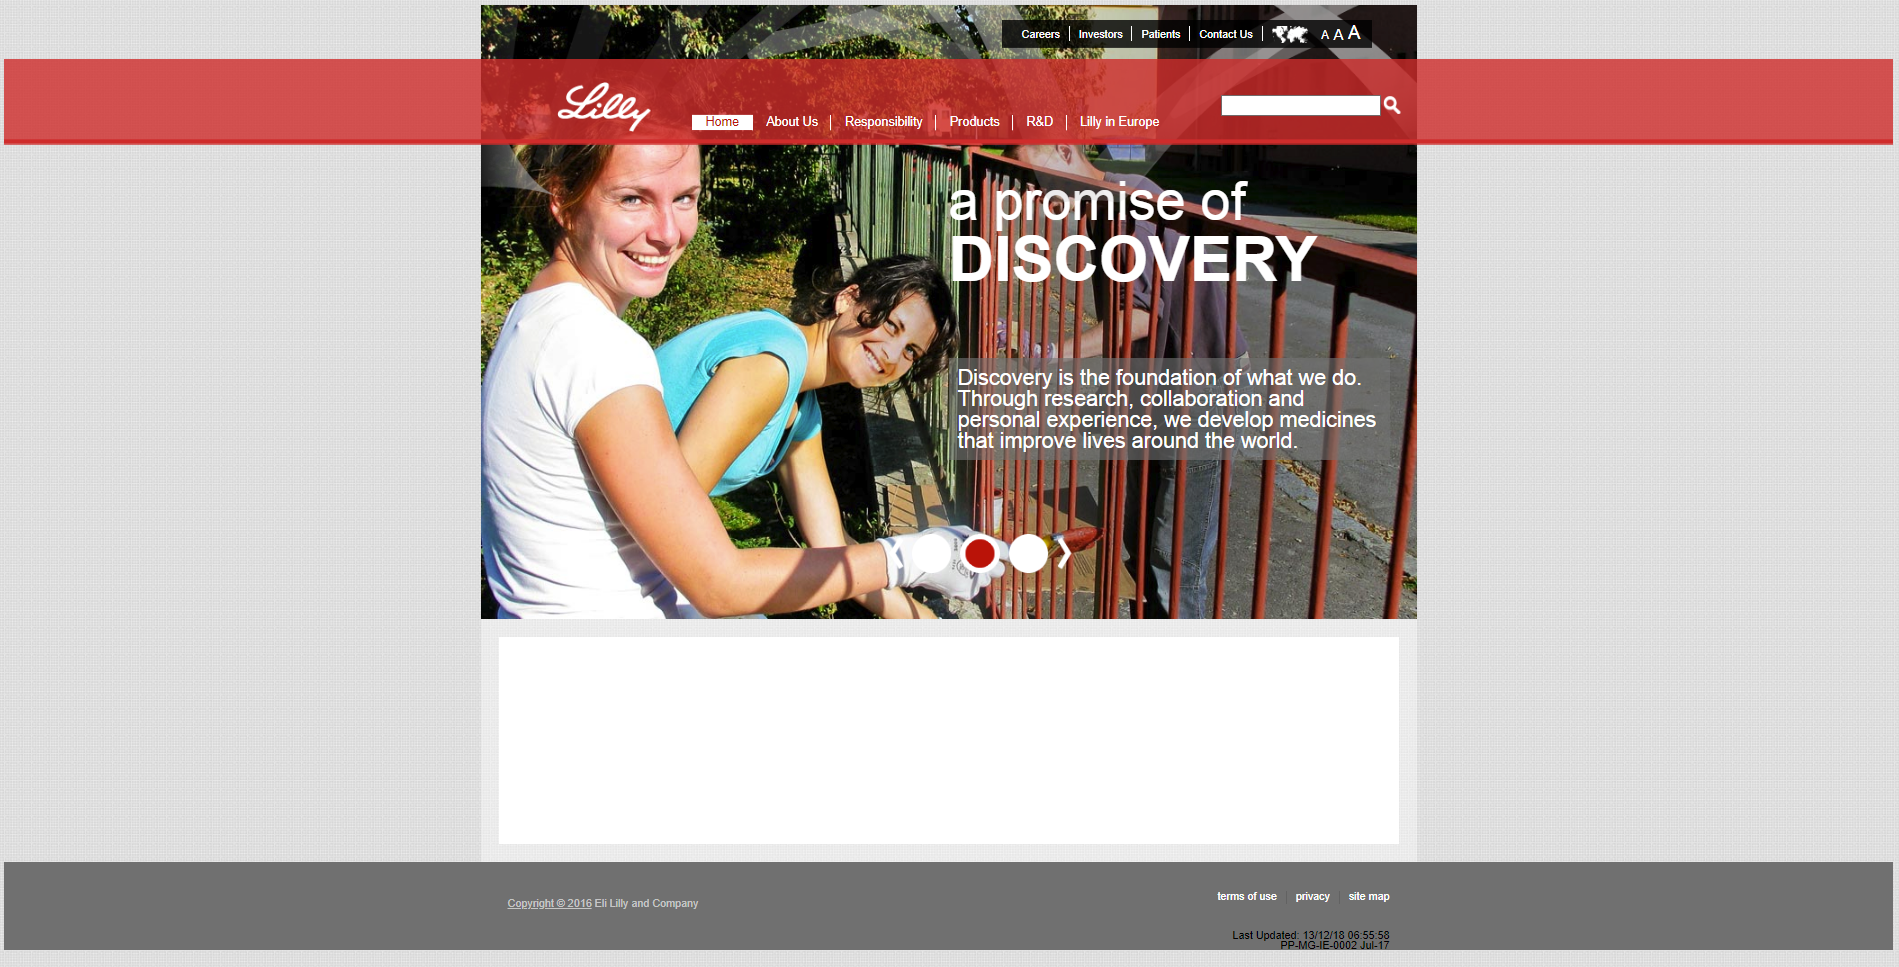 Careers Investors Patients Contact Us A A A
Lilly
Home About Us Responsibility Products R&D Lilly in Europe
a promise of
DISCOVERY
Discovery is the foundation of what we do.
Through research, collaboration and
personal experience, we develop medicines
that improve lives around the world.
Copyright © 2016 Eli Lilly and Company
terms of use privacy site map
Last Updated: 13/12/18 06:55:58
PP-MG-IE-0002 Jul-17